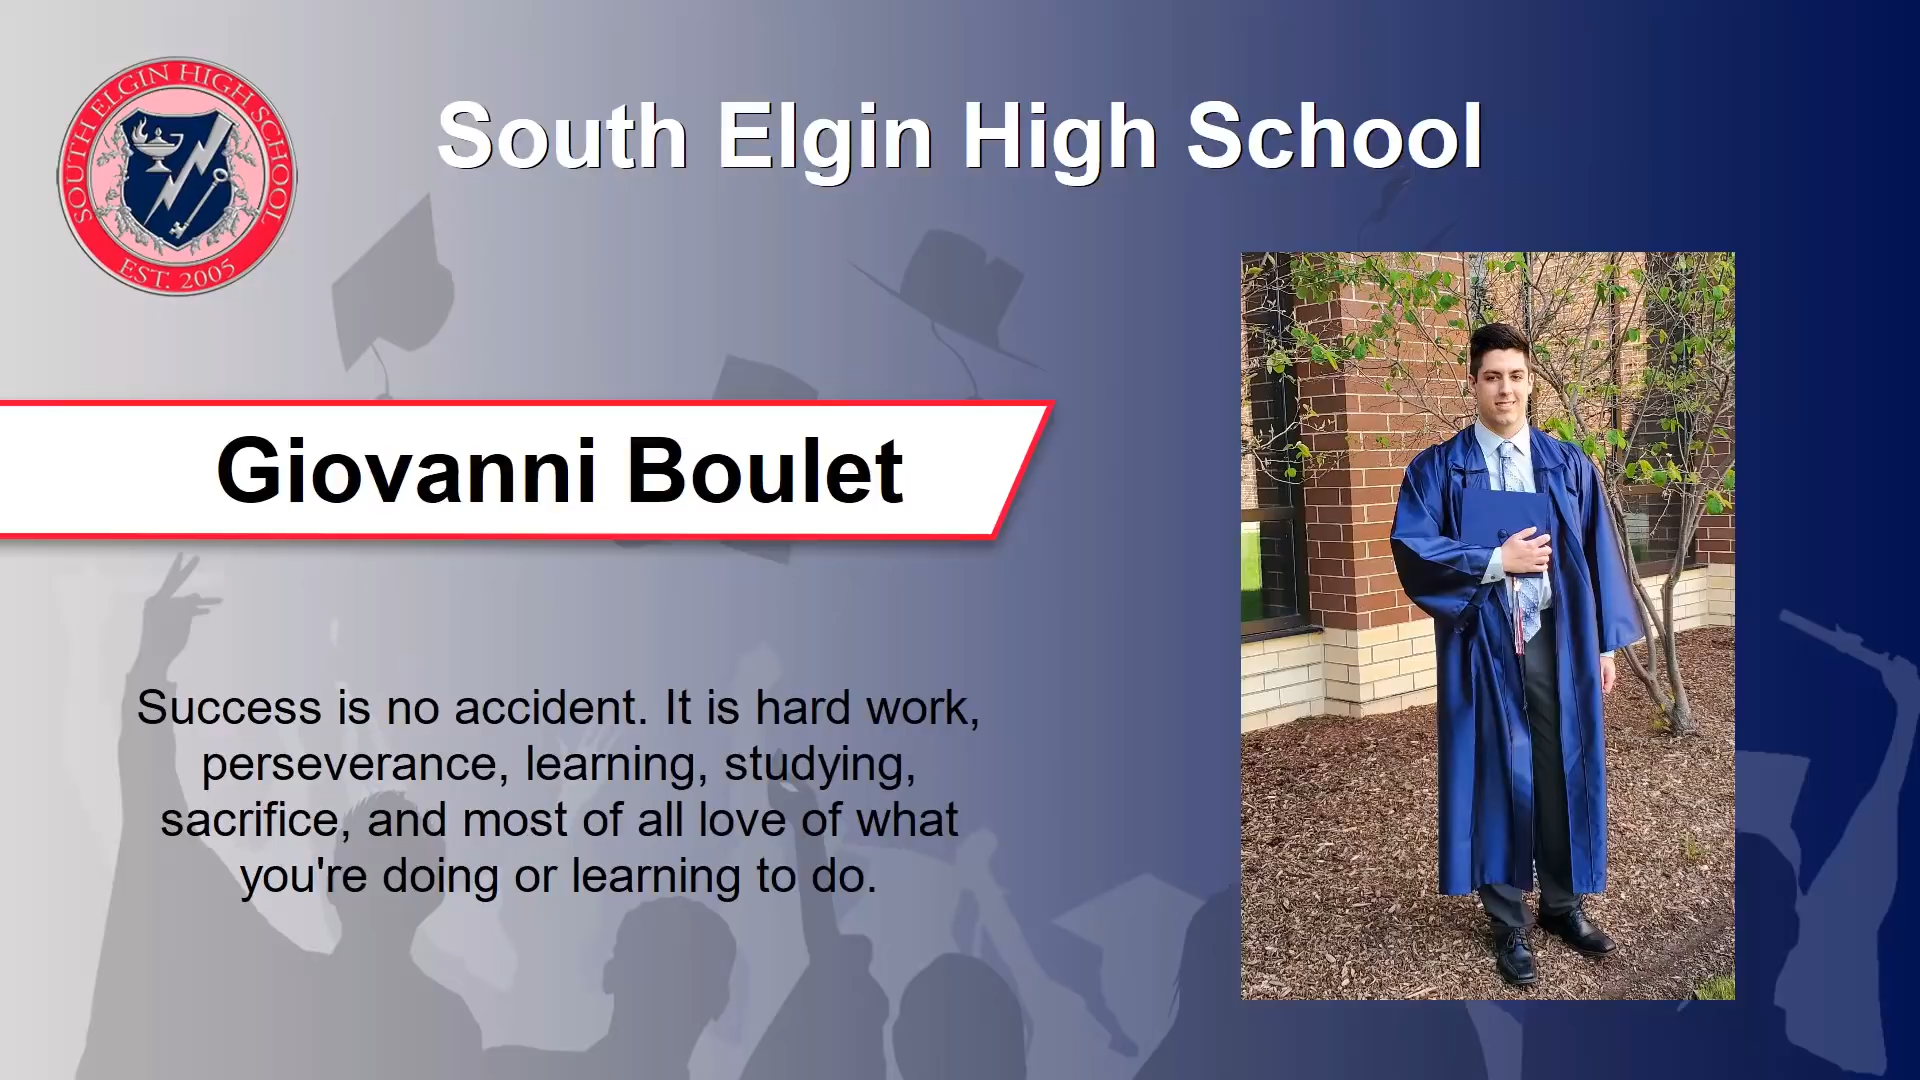 SOUTH ELGIN HIGH SCHOOL
EST. 2005
South Elgin High School
Giovanni Boulet
Success is no accident. It is hard work,
perseverance, learning, studying,
sacrifice, and most of all love of what
you're doing or learning to do.